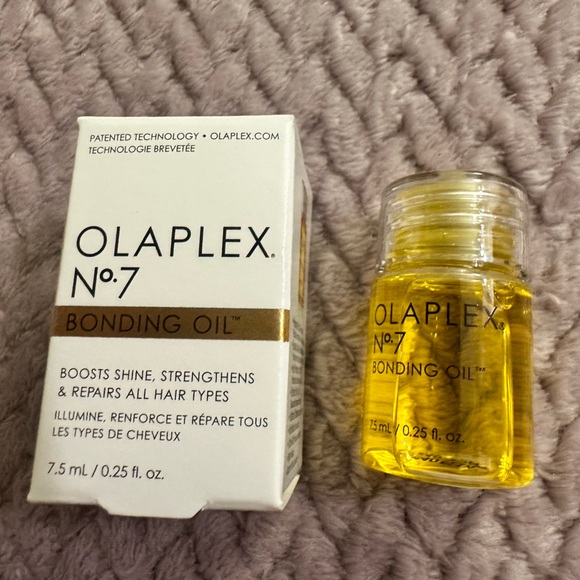 PATENTED TECHNOLOGY • OLAPLEX.COM
TECHNOLOGIE BREVETÉE
OLAPLEX®
Nº.7
BONDING OIL™
BOOSTS SHINE, STRENGTHENS
& REPAIRS ALL HAIR TYPES
ILLUMINE, RENFORCE ET RÉPARE TOUS
LES TYPES DE CHEVEUX
7.5 mL / 0.25 fl. oz.
OLAPLEX®
Nº.7
BONDING OIL™
7.5 mL / 0.25 fl. oz.